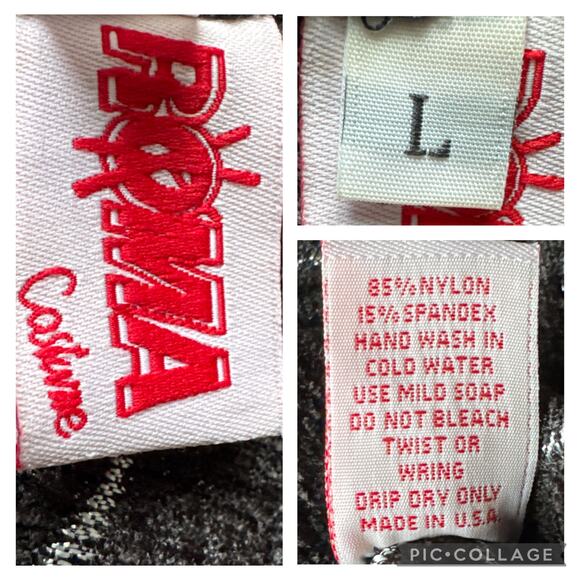 ROMA
Costume
L
85% NYLON
15% SPANDEX
HAND WASH IN
COLD WATER
USE MILD SOAP
DO NOT BLEACH
TWIST OR
WRING
DRIP DRY ONLY
MADE IN U.S.A.
PIC•COLLAGE